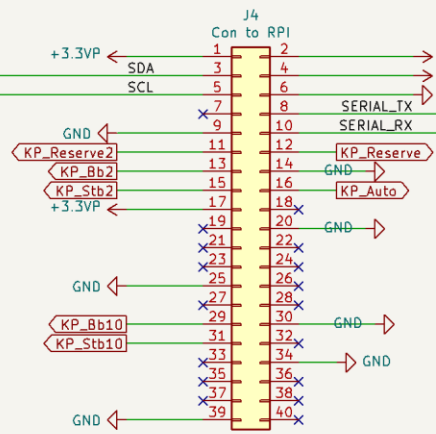 J4
Con to RPI
+3.3VP 1 2
SDA 3 4
SCL 5 6
7 8 SERIAL_TX
GND 9 10 SERIAL_RX
KP_Reserve2 11 12 KP_Reserve
KP_Bb2 13 14 GND
KP_Stb2 15 16 KP_Auto
+3.3VP 17 18
19 20 GND
21 22
23 24
GND 25 26
27 28
KP_Bb10 29 30 GND
KP_Stb10 31 32
33 34 GND
35 36
37 38
GND 39 40